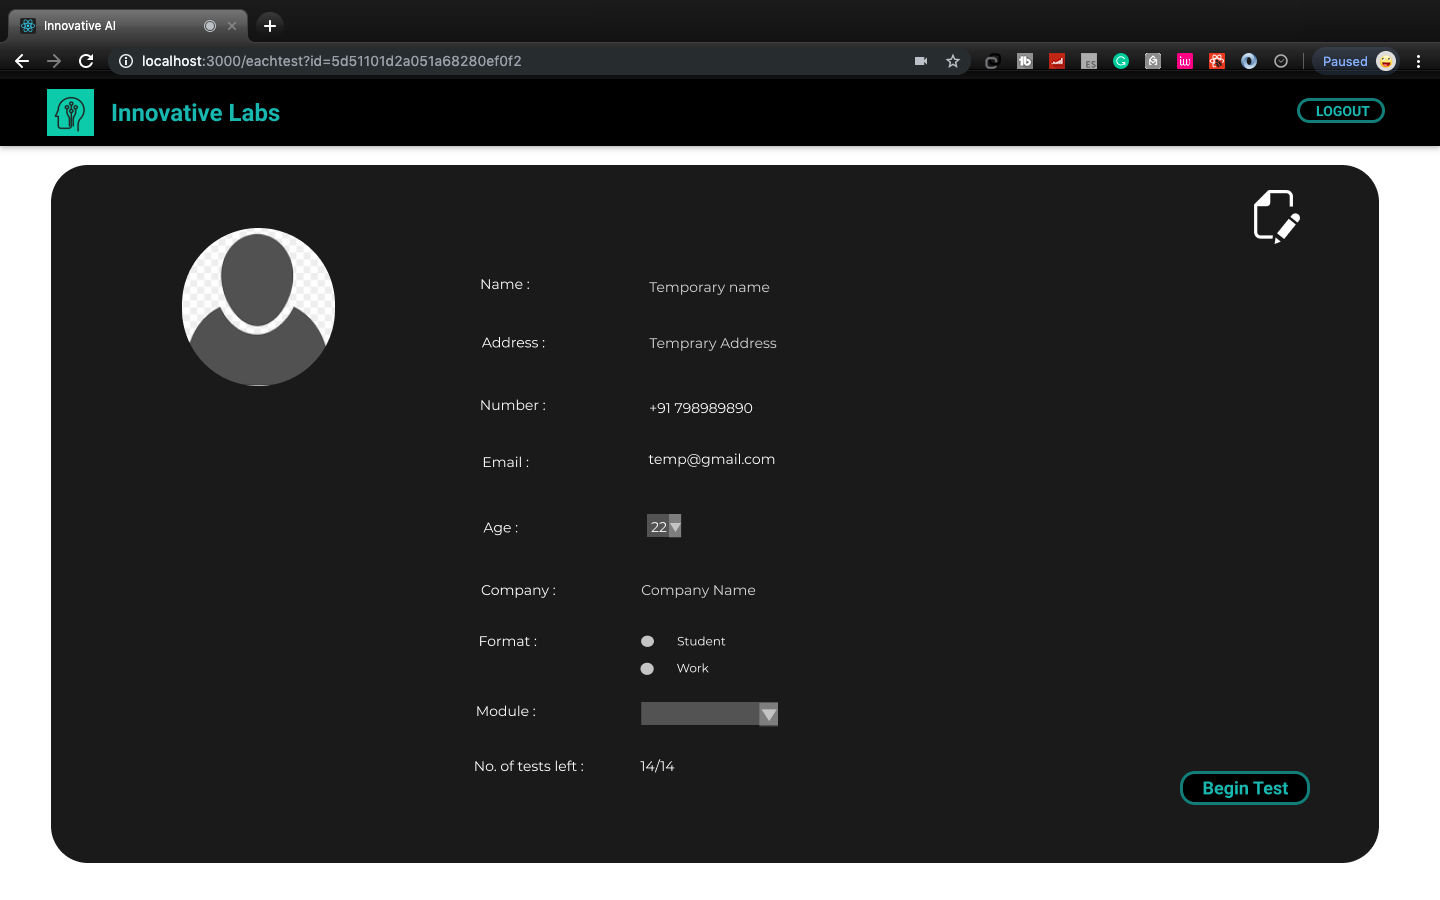 Innovative AI
localhost:3000/eachtest?id=5d51101d2a051a68280ef0f2
Paused
Innovative Labs
LOGOUT
Name : Temporary name
Address : Temprary Address
Number : +91 798989890
Email : temp@gmail.com
Age : 22
Company : Company Name
Format : Student
Work
Module :
No. of tests left : 14/14
Begin Test